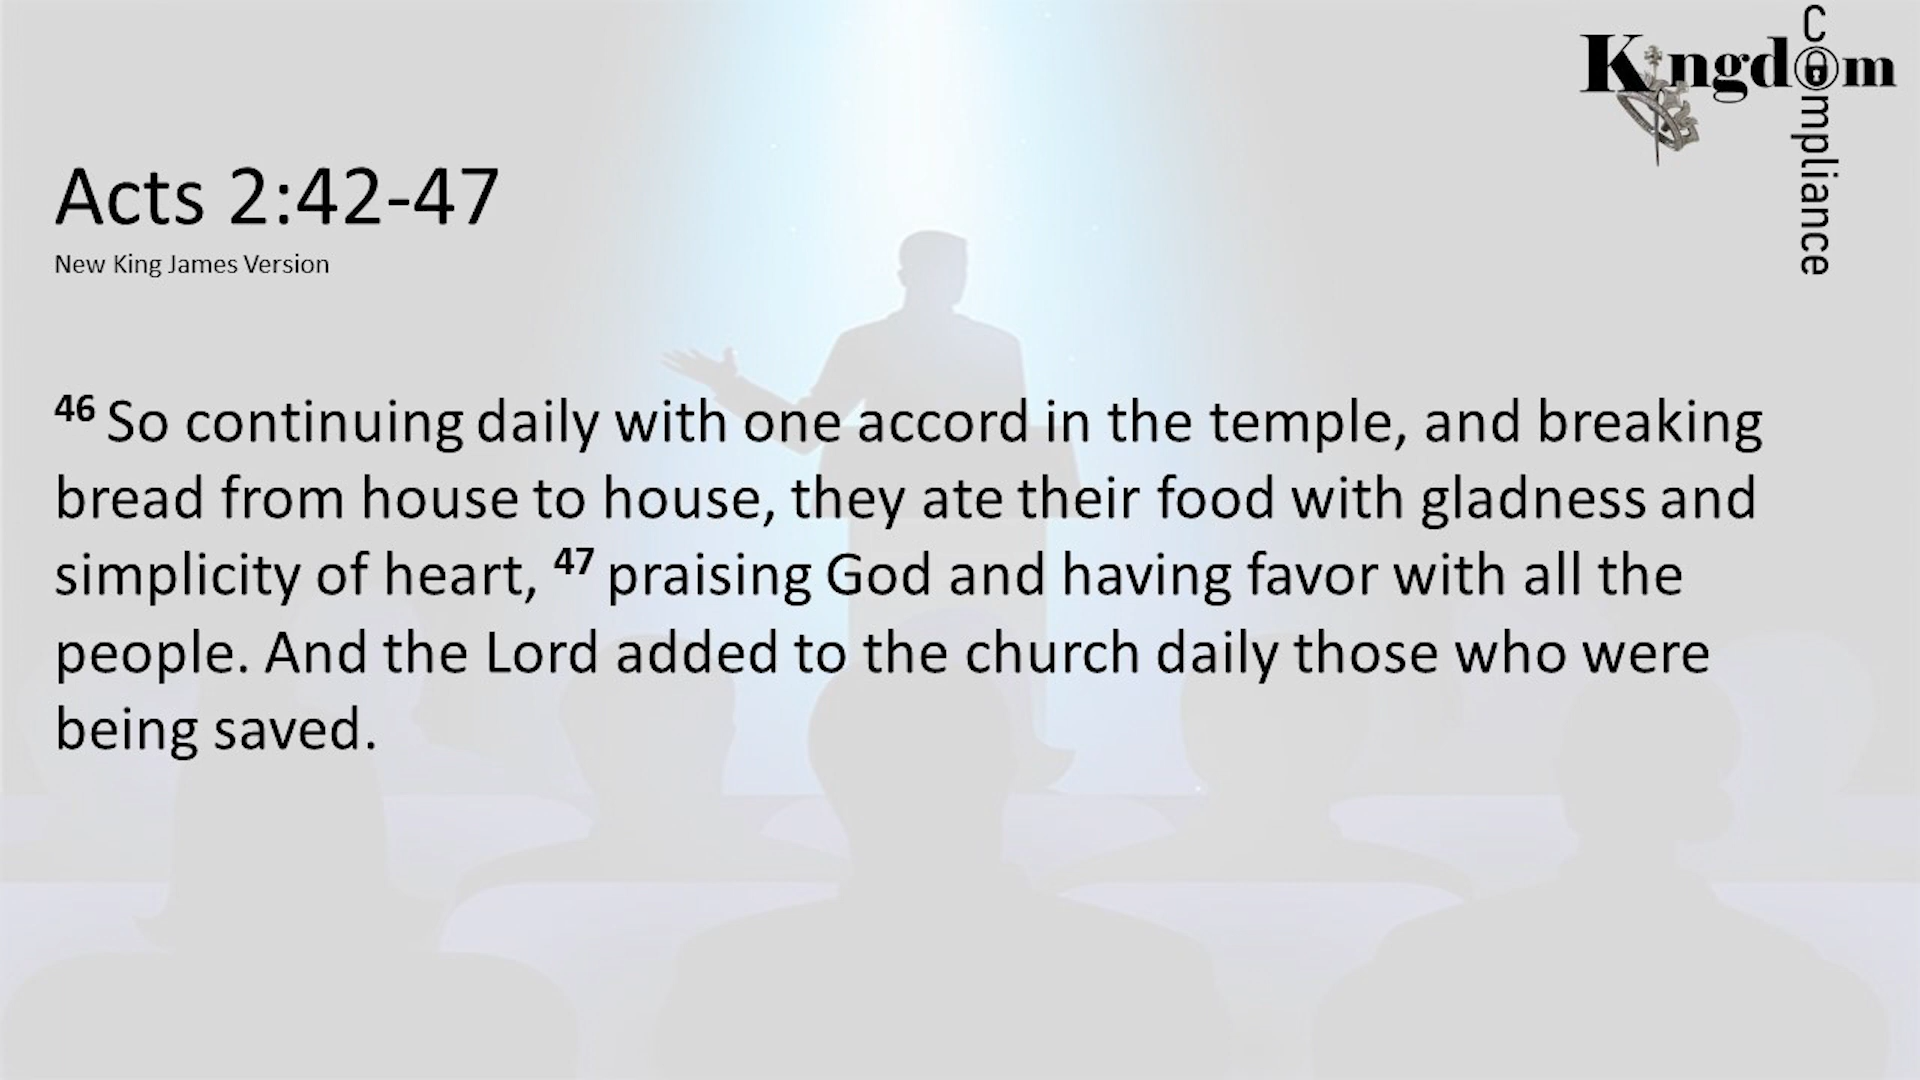 Kingdom
Compliance
Acts 2:42-47
New King James Version
46 So continuing daily with one accord in the temple, and breaking
bread from house to house, they ate their food with gladness and
simplicity of heart, 47 praising God and having favor with all the
people. And the Lord added to the church daily those who were
being saved.